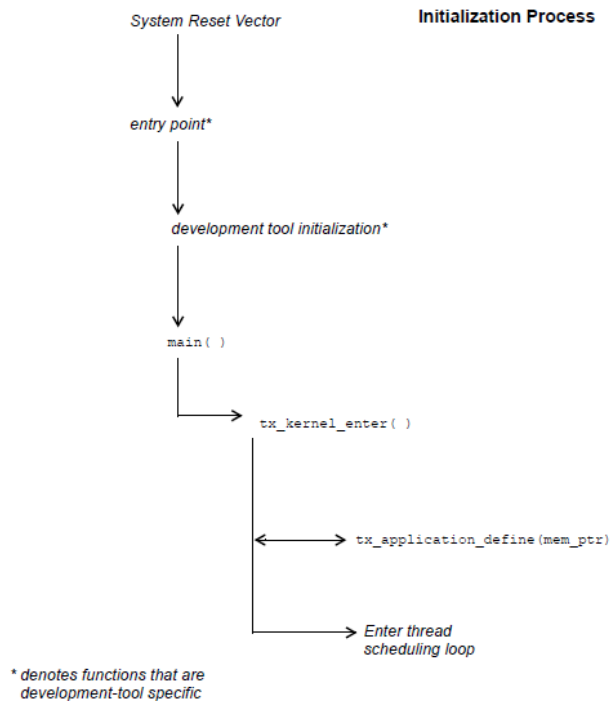 System Reset Vector
Initialization Process
entry point*
development tool initialization*
main( )
tx_kernel_enter( )
tx_application_define(mem_ptr)
Enter thread
scheduling loop
* denotes functions that are
development-tool specific